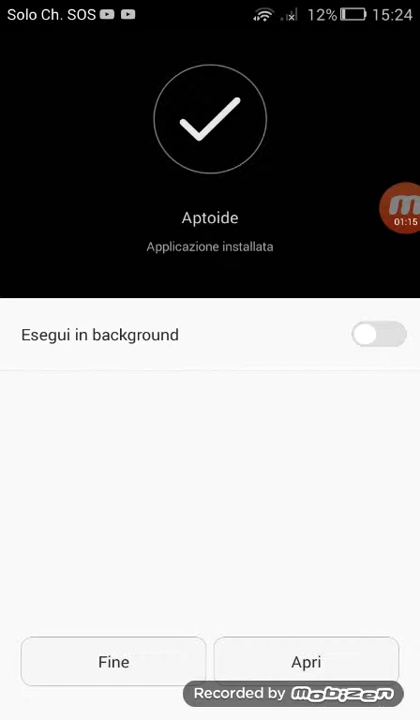 Solo Ch. SOS 12% 15:24
Aptoide
Applicazione installata
01:15
Esegui in background
Fine
Apri
Recorded by mobizen